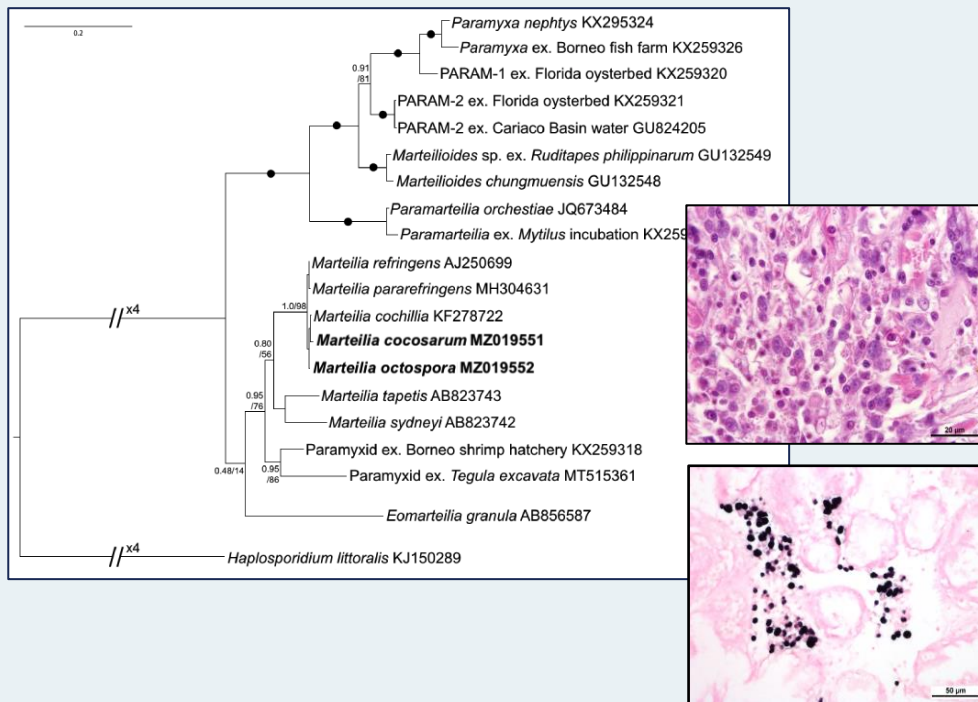 0.2
Paramyxa nephtys KX295324
Paramyxa ex. Borneo fish farm KX259326
PARAM-1 ex. Florida oysterbed KX259320
0.91
/81
PARAM-2 ex. Florida oysterbed KX259321
PARAM-2 ex. Cariaco Basin water GU824205
Marteilioides sp. ex. Ruditapes philippinarum GU132549
Marteilioides chungmuensis GU132548
Paramarteilia orchestiae JQ673484
Paramarteilia ex. Mytilus incubation KX259
Marteilia refringens AJ250699
Marteilia pararefringens MH304631
1.0/98
Marteilia cochillia KF278722
x4
Marteilia cocosarum MZ019551
0.80
/56
Marteilia octospora MZ019552
Marteilia tapetis AB823743
0.95
/76
Marteilia sydneyi AB823742
Paramyxid ex. Borneo shrimp hatchery KX259318
0.48/14
0.95
/86
Paramyxid ex. Tegula excavata MT515361
Eomarteilia granula AB856587
x4
Haplosporidium littoralis KJ150289
20 µm
50 µm